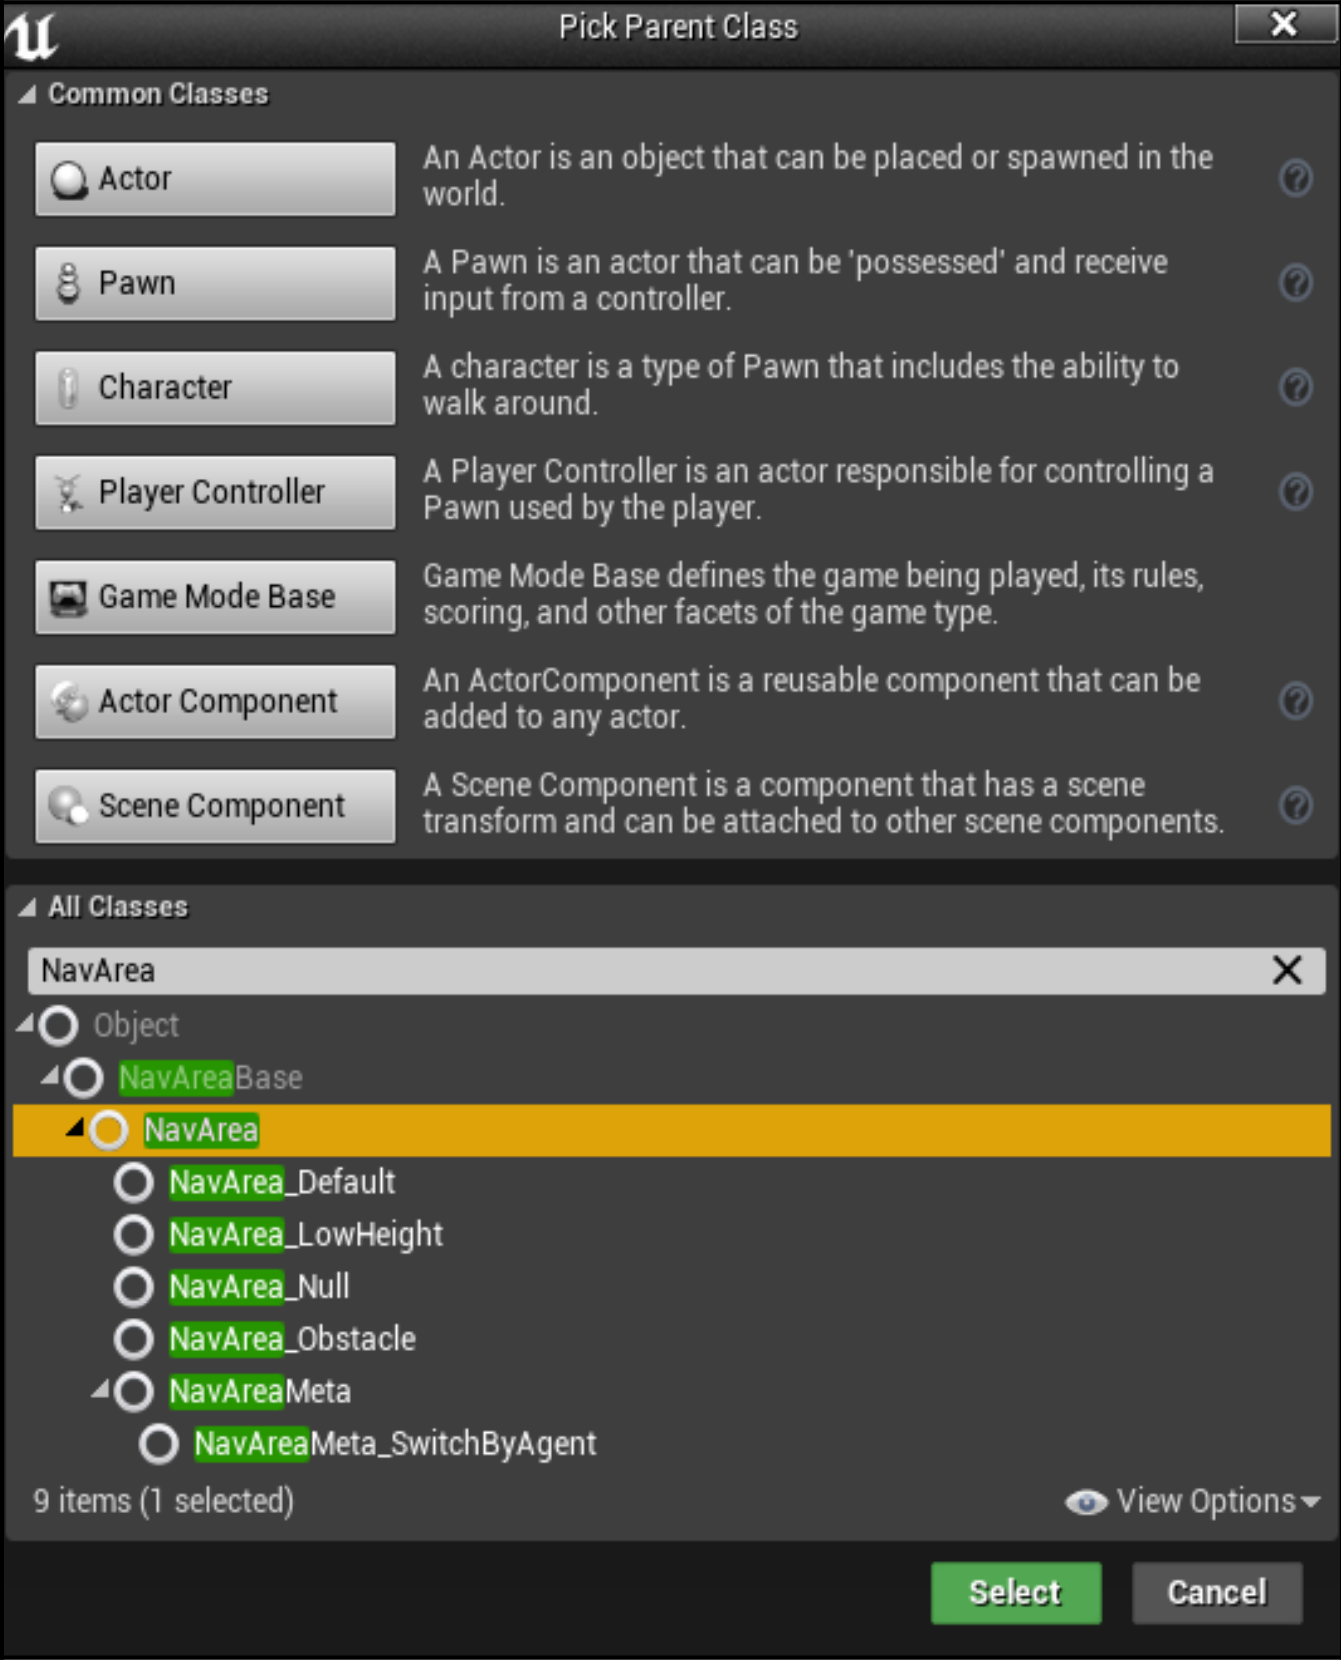 Pick Parent Class
Common Classes
Actor
An Actor is an object that can be placed or spawned in the
world.
Pawn
A Pawn is an actor that can be 'possessed' and receive
input from a controller.
Character
A character is a type of Pawn that includes the ability to
walk around.
Player Controller
A Player Controller is an actor responsible for controlling a
Pawn used by the player.
Game Mode Base
Game Mode Base defines the game being played, its rules,
scoring, and other facets of the game type.
Actor Component
An ActorComponent is a reusable component that can be
added to any actor.
Scene Component
A Scene Component is a component that has a scene
transform and can be attached to other scene components.
All Classes
NavArea
Object
NavAreaBase
NavArea
NavArea_Default
NavArea_LowHeight
NavArea_Null
NavArea_Obstacle
NavAreaMeta
NavAreaMeta_SwitchByAgent
9 items (1 selected)
View Options
Select
Cancel